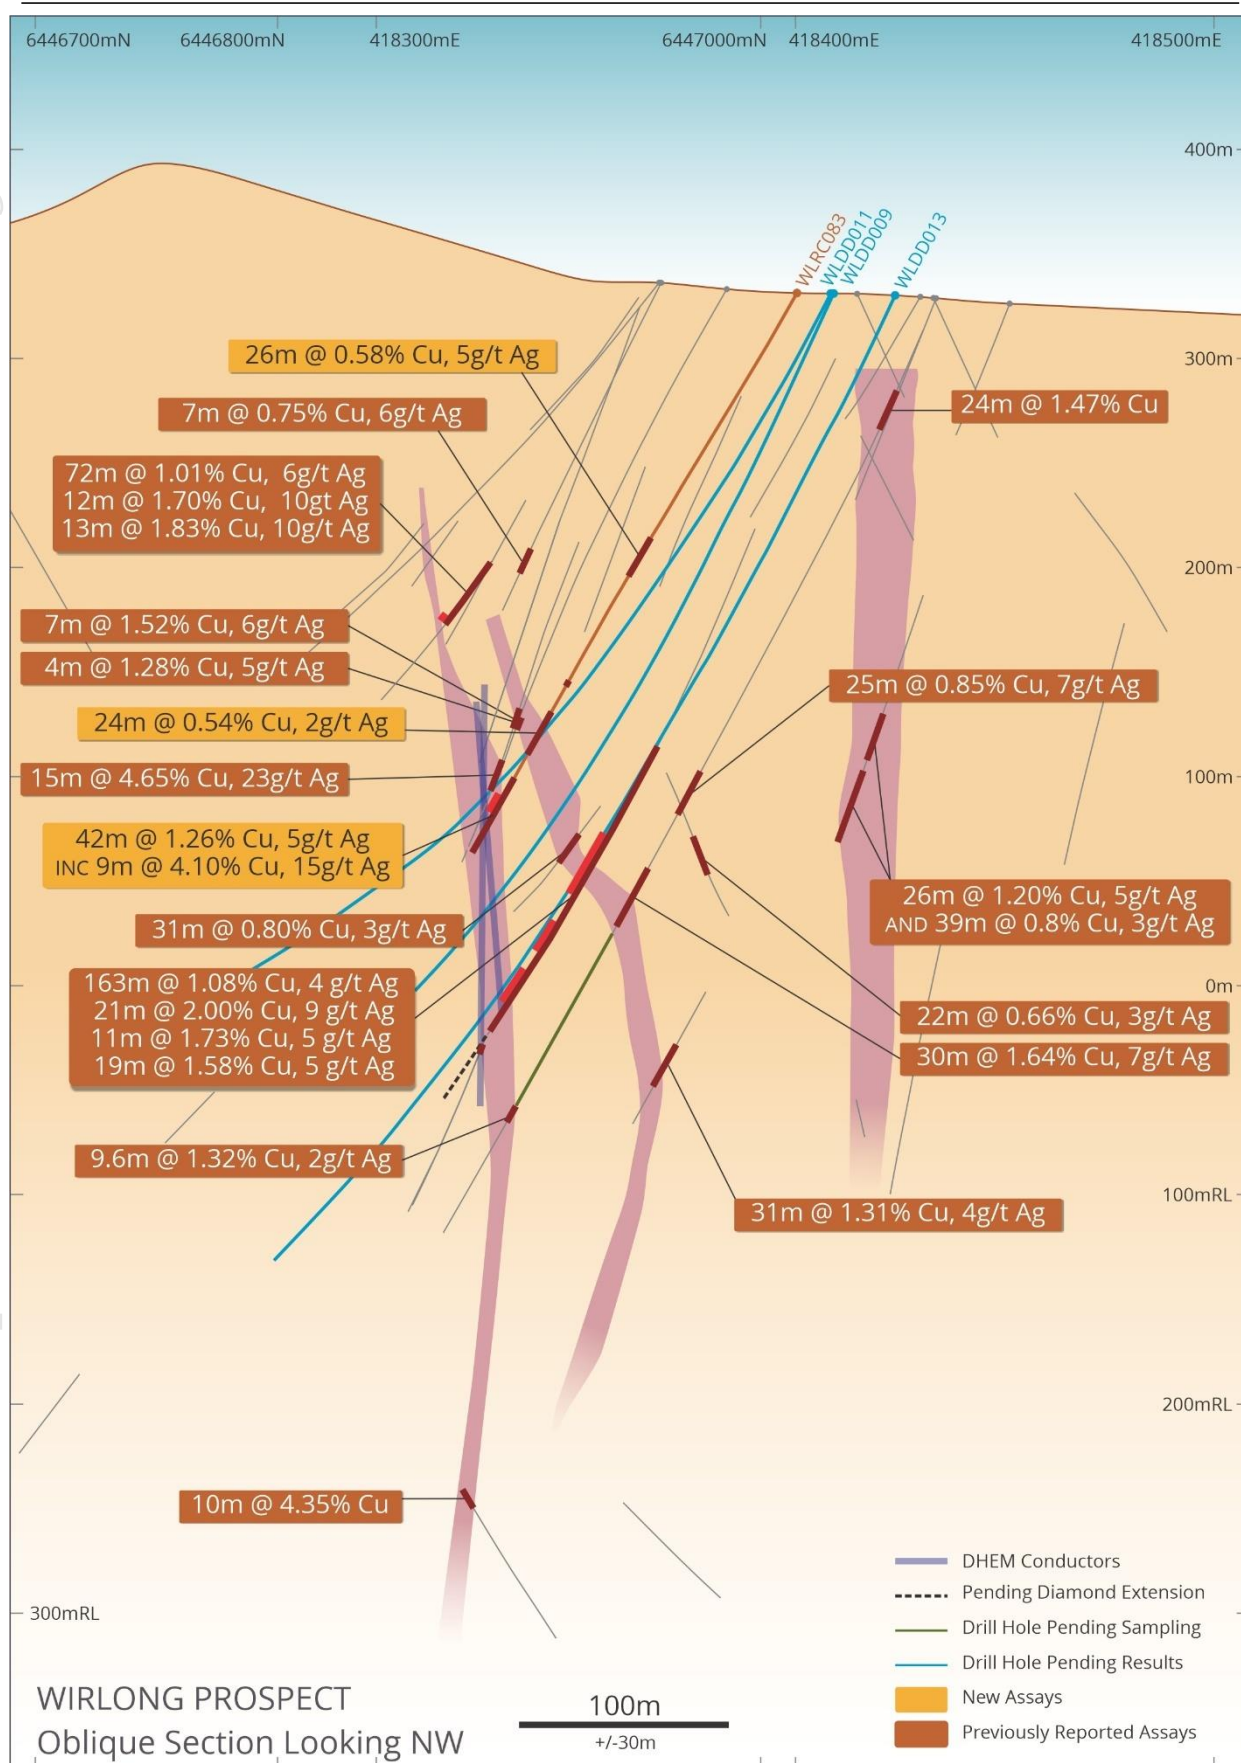 6446700mN 6446800mN 418300mE 6447000mN 418400mE 418500mE
400m
WLRC083
WLDD011
WLDD009
WLDD013
26m @ 0.58% Cu, 5g/t Ag
300m
7m @ 0.75% Cu, 6g/t Ag
24m @ 1.47% Cu
72m @ 1.01% Cu, 6g/t Ag
12m @ 1.70% Cu, 10gt Ag
13m @ 1.83% Cu, 10g/t Ag
200m
7m @ 1.52% Cu, 6g/t Ag
4m @ 1.28% Cu, 5g/t Ag
25m @ 0.85% Cu, 7g/t Ag
24m @ 0.54% Cu, 2g/t Ag
15m @ 4.65% Cu, 23g/t Ag
100m
42m @ 1.26% Cu, 5g/t Ag
INC 9m @ 4.10% Cu, 15g/t Ag
26m @ 1.20% Cu, 5g/t Ag
AND 39m @ 0.8% Cu, 3g/t Ag
31m @ 0.80% Cu, 3g/t Ag
163m @ 1.08% Cu, 4 g/t Ag
21m @ 2.00% Cu, 9 g/t Ag
11m @ 1.73% Cu, 5 g/t Ag
19m @ 1.58% Cu, 5 g/t Ag
0m
22m @ 0.66% Cu, 3g/t Ag
30m @ 1.64% Cu, 7g/t Ag
9.6m @ 1.32% Cu, 2g/t Ag
100mRL
31m @ 1.31% Cu, 4g/t Ag
200mRL
10m @ 4.35% Cu
300mRL
DHEM Conductors
Pending Diamond Extension
Drill Hole Pending Sampling
Drill Hole Pending Results
New Assays
Previously Reported Assays
WIRLONG PROSPECT
Oblique Section Looking NW
100m
+/-30m